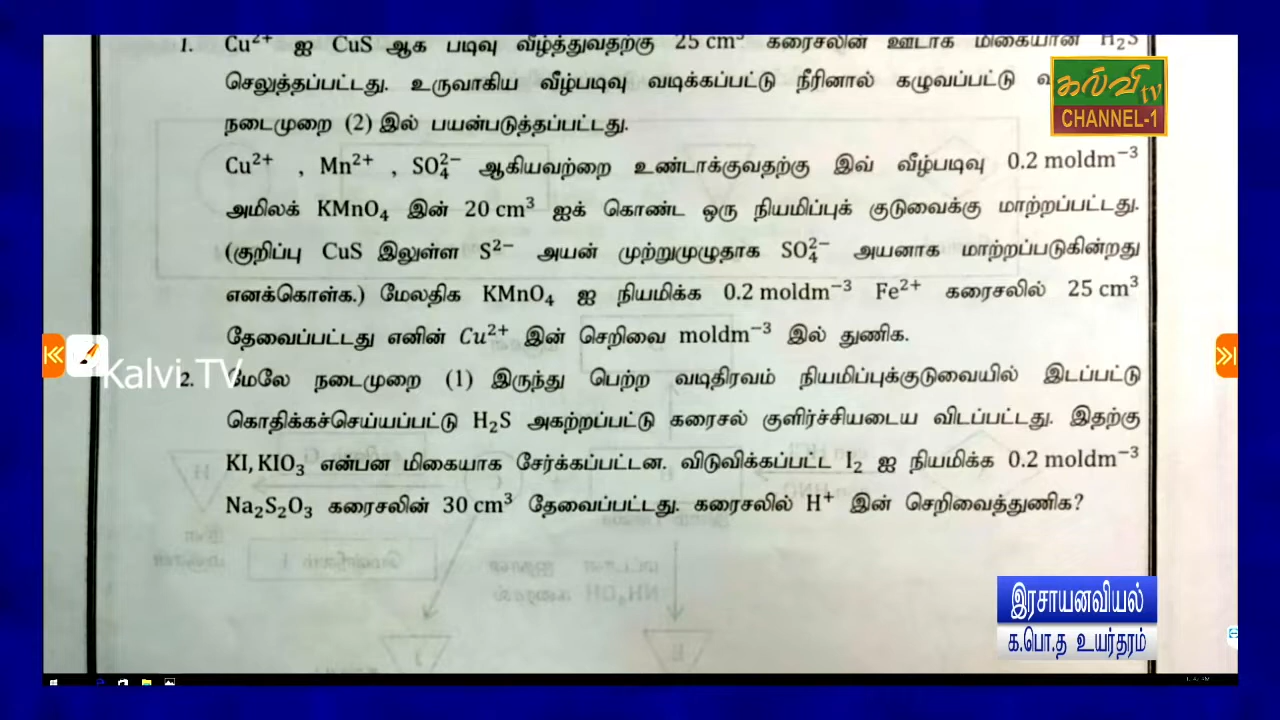 1. Cu²⁺ ஐ CuS ஆக படிவு வீழ்த்துவதற்கு 25 cm³ கரைசலின் ஊடாக மிகையான H₂S
செலுத்தப்பட்டது. உருவாகிய வீழ்படிவு வடிக்கப்பட்டு நீரினால் கழுவப்பட்டு
நடைமுறை (2) இல் பயன்படுத்தப்பட்டது.
Cu²⁺ , Mn²⁺ , SO₄²⁻ ஆகியவற்றை உண்டாக்குவதற்கு இவ் வீழ்படிவு 0.2 moldm⁻³
அமிலக் KMnO₄ இன் 20 cm³ ஐக் கொண்ட ஒரு நியமிப்புக் குடுவைக்கு மாற்றப்பட்டது.
(குறிப்பு CuS இலுள்ள S²⁻ அயன் முற்றுமுழுதாக SO₄²⁻ அயனாக மாற்றப்படுகின்றது
எனக்கொள்க.) மேலதிக KMnO₄ ஐ நியமிக்க 0.2 moldm⁻³ Fe²⁺ கரைசலில் 25 cm³
தேவைப்பட்டது எனின் Cu²⁺ இன் செறிவை moldm⁻³ இல் துணிக.
2. மேலே நடைமுறை (1) இருந்து பெற்ற வடிதிரவம் நியமிப்புக்குடுவையில் இடப்பட்டு
கொதிக்கச்செய்யப்பட்டு H₂S அகற்றப்பட்டு கரைசல் குளிர்ச்சியடைய விடப்பட்டது. இதற்கு
KI, KIO₃ என்பன மிகையாக சேர்க்கப்பட்டன. விடுவிக்கப்பட்ட I₂ ஐ நியமிக்க 0.2 moldm⁻³
Na₂S₂O₃ கரைசலின் 30 cm³ தேவைப்பட்டது. கரைசலில் H⁺ இன் செறிவைத்துணிக?
கல்வி tv
CHANNEL-1
Kalvi TV
இரசாயனவியல்
க.பொ.த உயர்தரம்